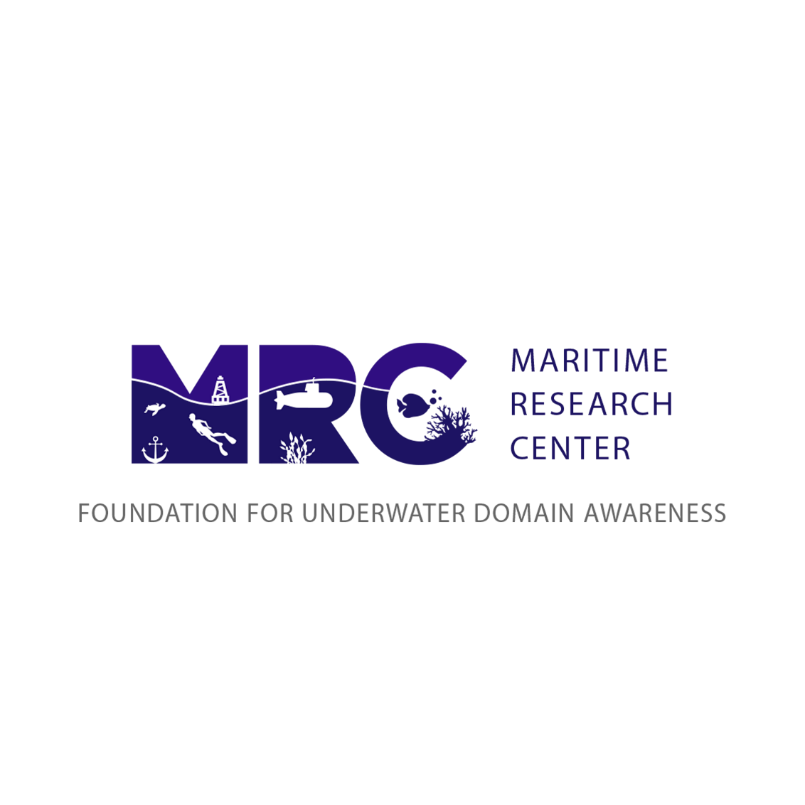 MRC
MARITIME
RESEARCH
CENTER
FOUNDATION FOR UNDERWATER DOMAIN AWARENESS